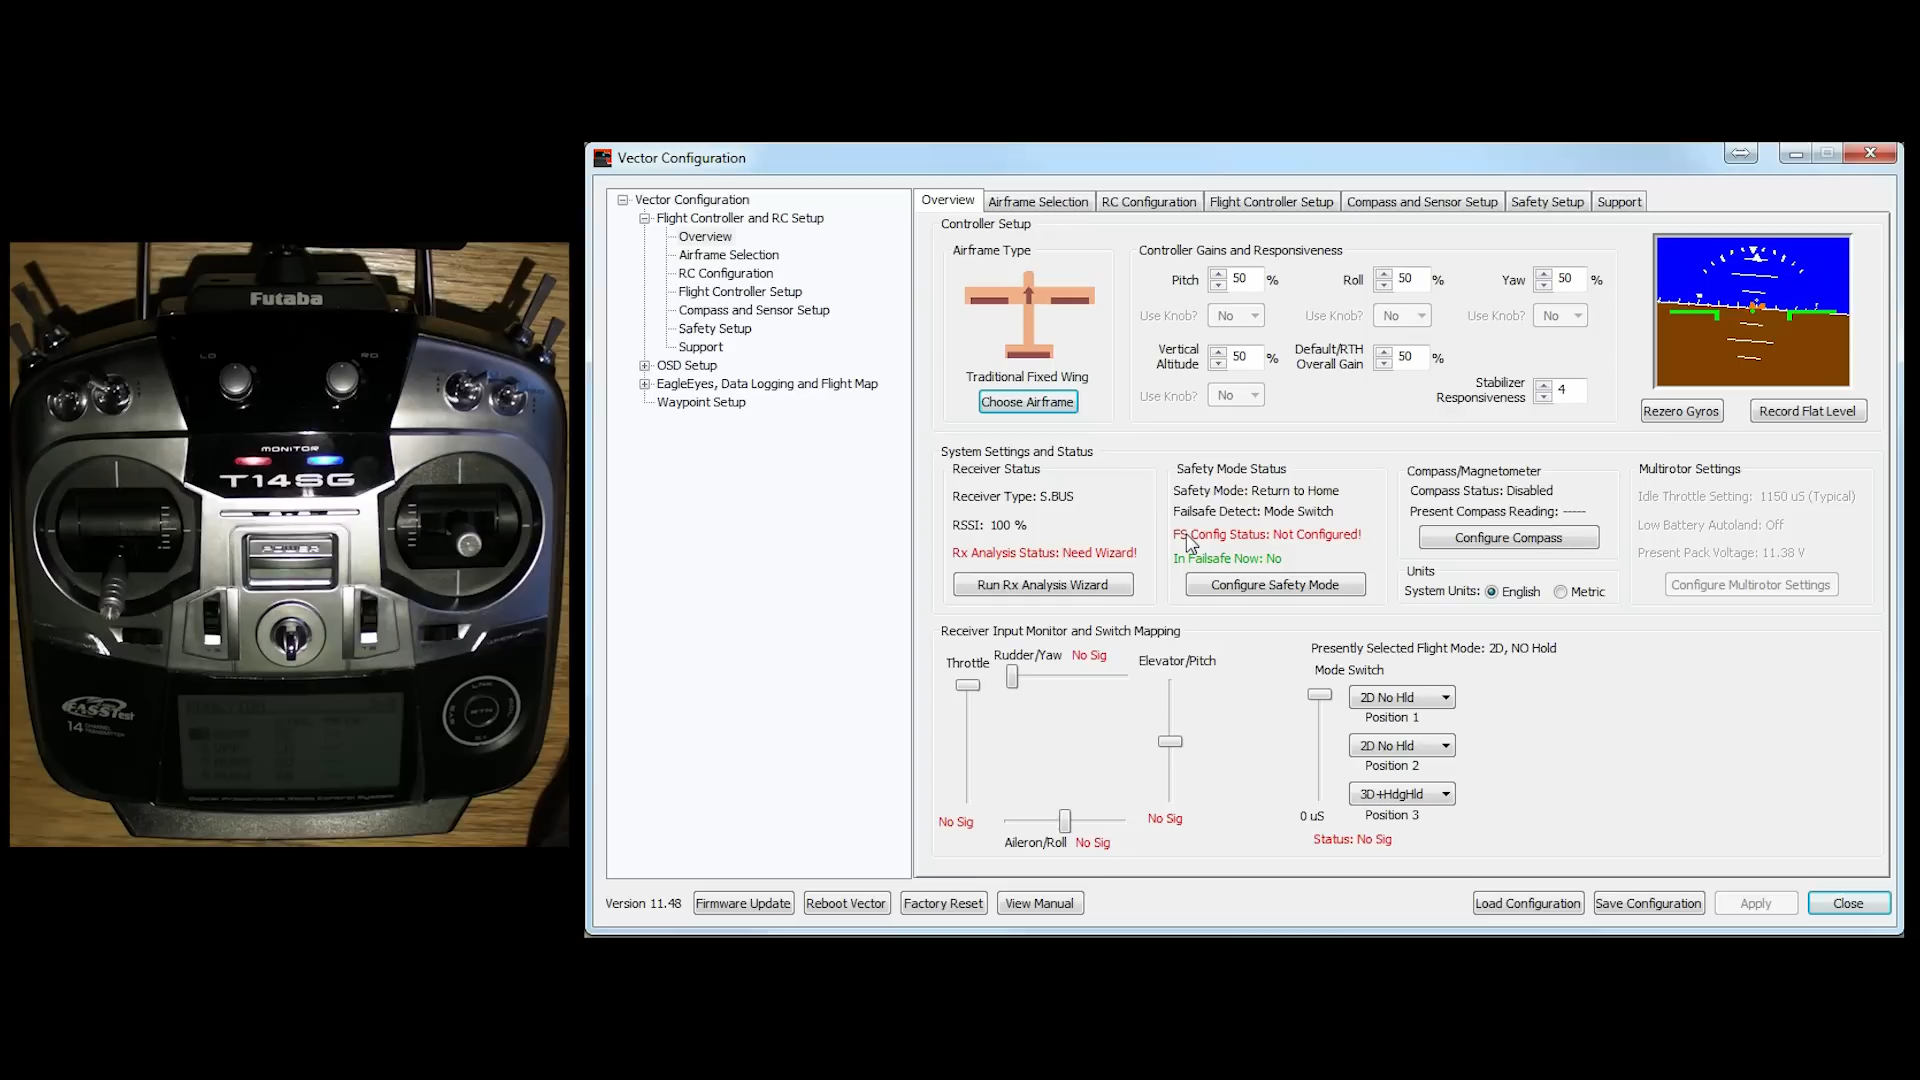 Futaba
MONITOR
T14SG
POWER
FASSTest
14 CHANNEL
TRANSMITTER
Vector Configuration
Vector Configuration
Flight Controller and RC Setup
Overview
Airframe Selection
RC Configuration
Flight Controller Setup
Compass and Sensor Setup
Safety Setup
Support
OSD Setup
EagleEyes, Data Logging and Flight Map
Waypoint Setup
Overview Airframe Selection RC Configuration Flight Controller Setup Compass and Sensor Setup Safety Setup Support
Controller Setup
Airframe Type
Traditional Fixed Wing
Choose Airframe
Controller Gains and Responsiveness
Pitch 50 % Roll 50 % Yaw 50 %
Use Knob? No Use Knob? No Use Knob? No
Vertical Altitude 50 % Default/RTH Overall Gain 50 %
Use Knob? No
Stabilizer Responsiveness 4
Rezero Gyros Record Flat Level
System Settings and Status
Receiver Status
Receiver Type: S.BUS
RSSI: 100 %
Rx Analysis Status: Need Wizard!
Run Rx Analysis Wizard
Safety Mode Status
Safety Mode: Return to Home
Failsafe Detect: Mode Switch
FS Config Status: Not Configured!
In Failsafe Now: No
Configure Safety Mode
Compass/Magnetometer
Compass Status: Disabled
Present Compass Reading: -----
Configure Compass
Units
System Units: English Metric
Multirotor Settings
Idle Throttle Setting: 1150 uS (Typical)
Low Battery Autoland: Off
Present Pack Voltage: 11.38 V
Configure Multirotor Settings
Receiver Input Monitor and Switch Mapping
Throttle
No Sig
Rudder/Yaw No Sig
Aileron/Roll No Sig
Elevator/Pitch
No Sig
Presently Selected Flight Mode: 2D, NO Hold
Mode Switch
2D No Hld
Position 1
2D No Hld
Position 2
3D+HdgHld
Position 3
0 uS
Status: No Sig
Version 11.48 Firmware Update Reboot Vector Factory Reset View Manual Load Configuration Save Configuration Apply Close